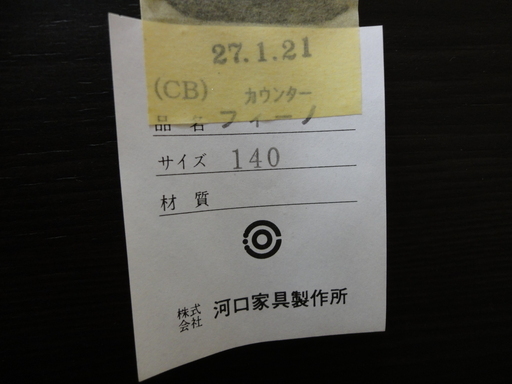 27.1.21
(CB) カウンター
品名 フィーノ
サイズ 140
材質
株式会社 河口家具製作所